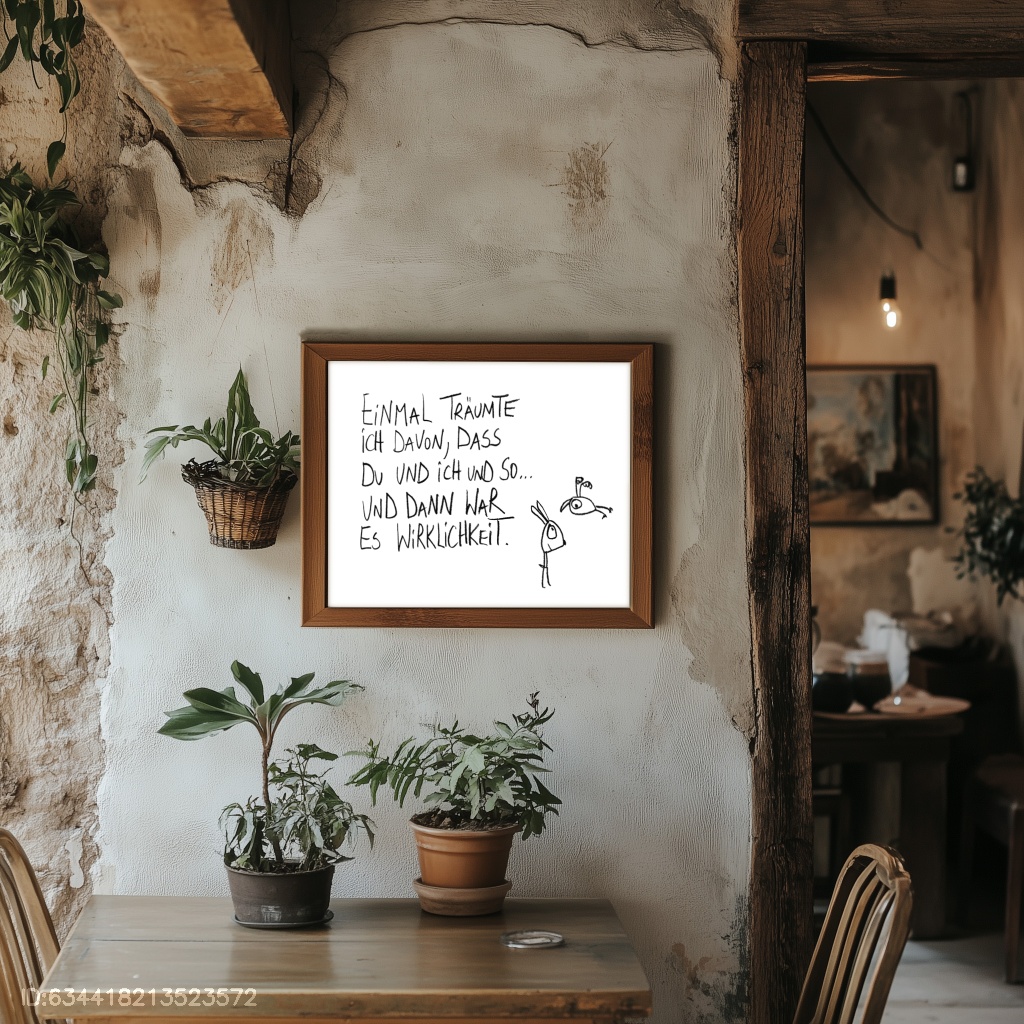 EiNMAL TRÄUMTE
iCH DAVON, DASS
DU UND iCH UND SO...
UND DANN WAR
ES WiRKLiCHKEiT.
ID:634418213523572